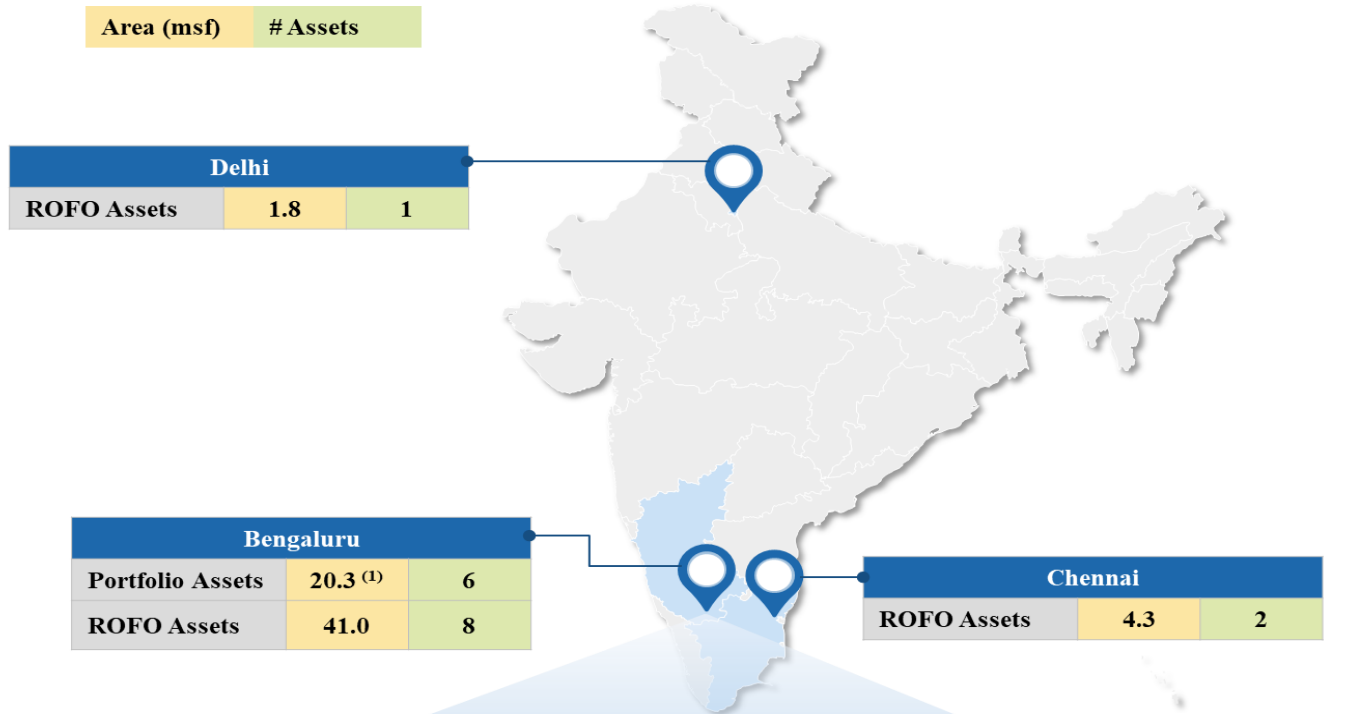 Area (msf) # Assets
Delhi
ROFO Assets 1.8 1
Bengaluru
Portfolio Assets 20.3 (1) 6
ROFO Assets 41.0 8
Chennai
ROFO Assets 4.3 2